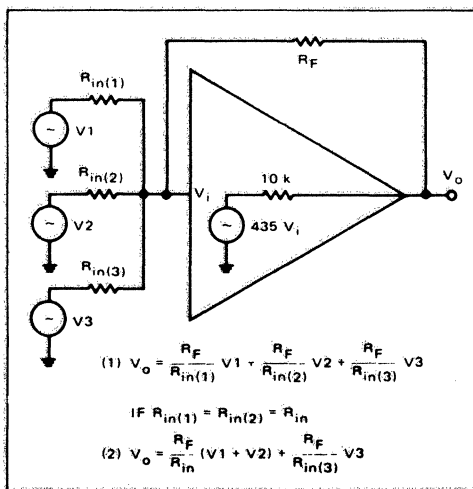 R_F
R_in(1)
V1
R_in(2)
V_i
10 k
V_o
V2
435 V_i
R_in(3)
V3
(1) V_o = R_F/R_in(1) V1 + R_F/R_in(2) V2 + R_F/R_in(3) V3
IF R_in(1) = R_in(2) = R_in
(2) V_o = R_F/R_in (V1 + V2) + R_F/R_in(3) V3